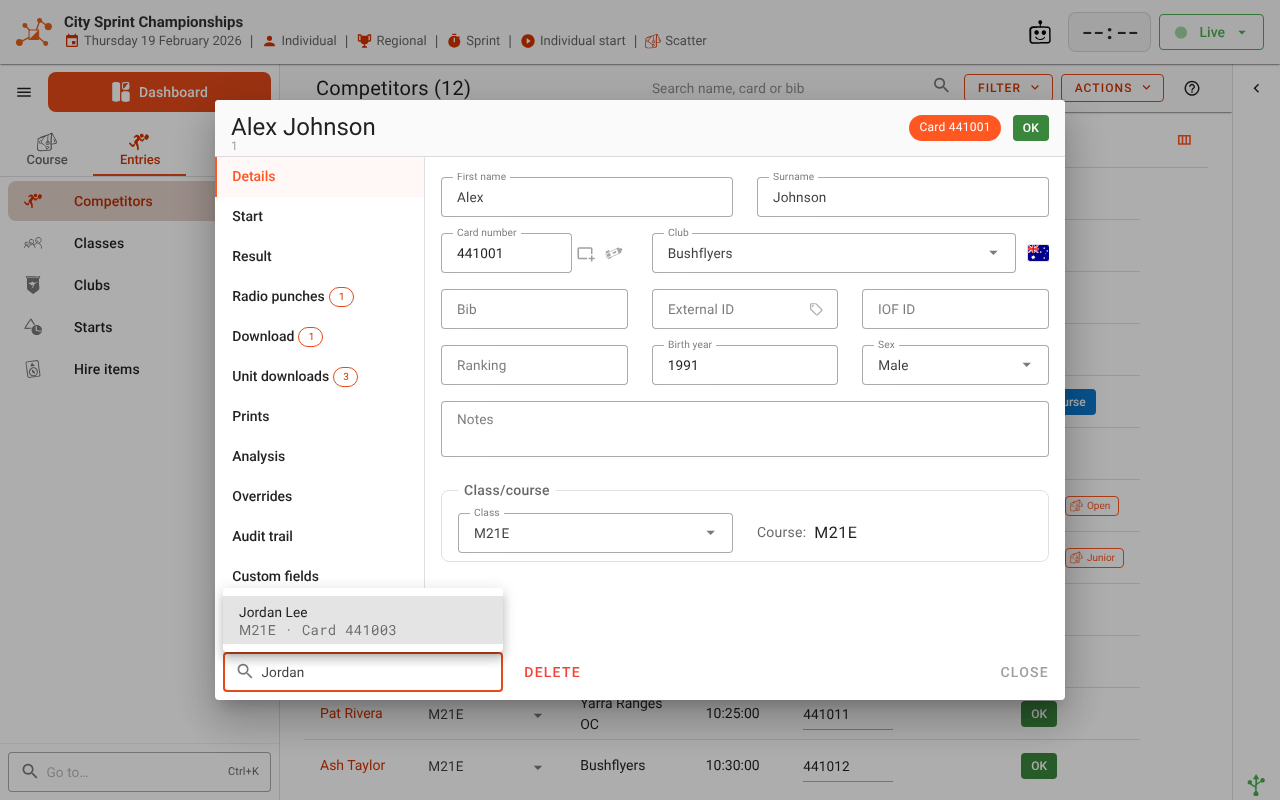 City Sprint Championships
Thursday 19 February 2026 | Individual | Regional | Sprint | Individual start | Scatter
--:--
Live
Dashboard
Competitors (12)
Search name, card or bib
FILTER
ACTIONS
Course
Entries
Competitors
Classes
Clubs
Starts
Hire items
Go to…
Ctrl+K
Alex Johnson
1
Card 441001
OK
Details
Start
Result
Radio punches 1
Download 1
Unit downloads 3
Prints
Analysis
Overrides
Audit trail
Custom fields
First name
Alex
Surname
Johnson
Card number
441001
Club
Bushflyers
Bib
External ID
IOF ID
Ranking
Birth year
1991
Sex
Male
Notes
Class/course
Class
M21E
Course: M21E
Jordan Lee
M21E · Card 441003
Jordan
DELETE
CLOSE
urse
Open
Junior
Pat Rivera
M21E
Yarra Ranges
OC
10:25:00
441011
OK
Ash Taylor
M21E
Bushflyers
10:30:00
441012
OK